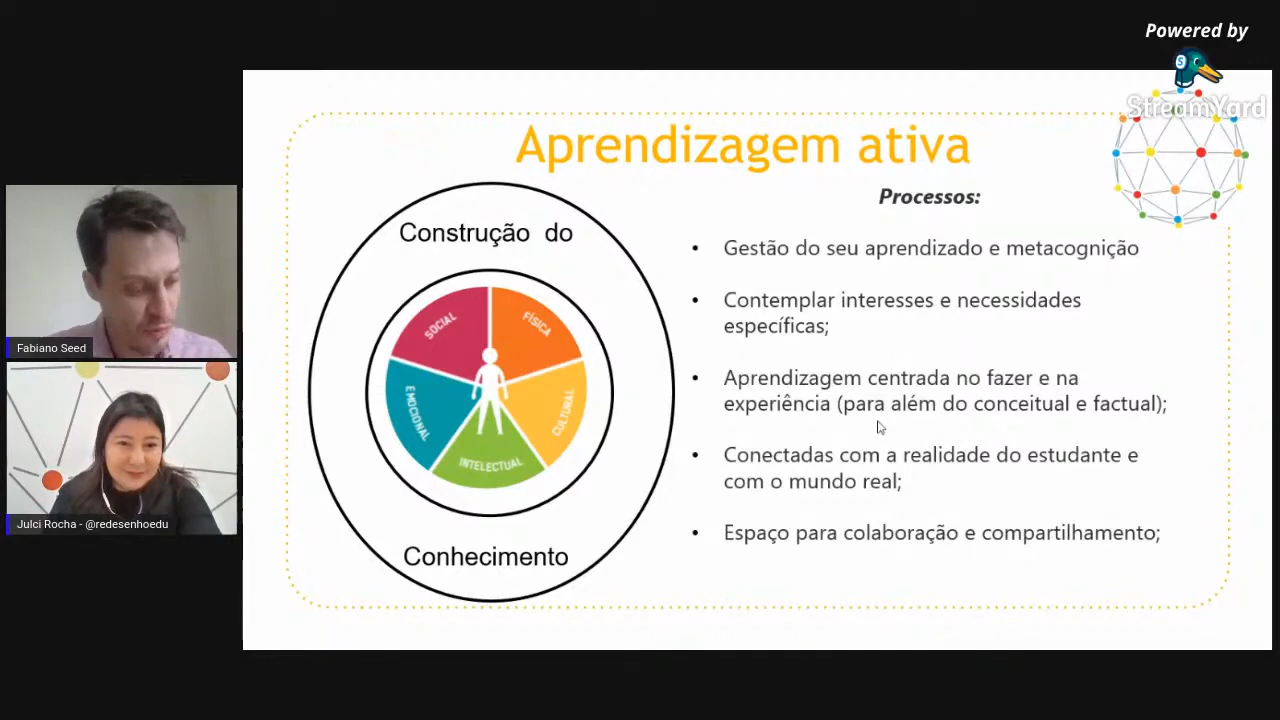 Powered by
StreamYard
Aprendizagem ativa
Processos:
Construção do
SOCIAL
FÍSICA
EMOCIONAL
CULTURAL
INTELECTUAL
Conhecimento
• Gestão do seu aprendizado e metacognição
• Contemplar interesses e necessidades
específicas;
• Aprendizagem centrada no fazer e na
experiência (para além do conceitual e factual);
• Conectadas com a realidade do estudante e
com o mundo real;
• Espaço para colaboração e compartilhamento;
Fabiano Seed
Julci Rocha - @redesenhoedu